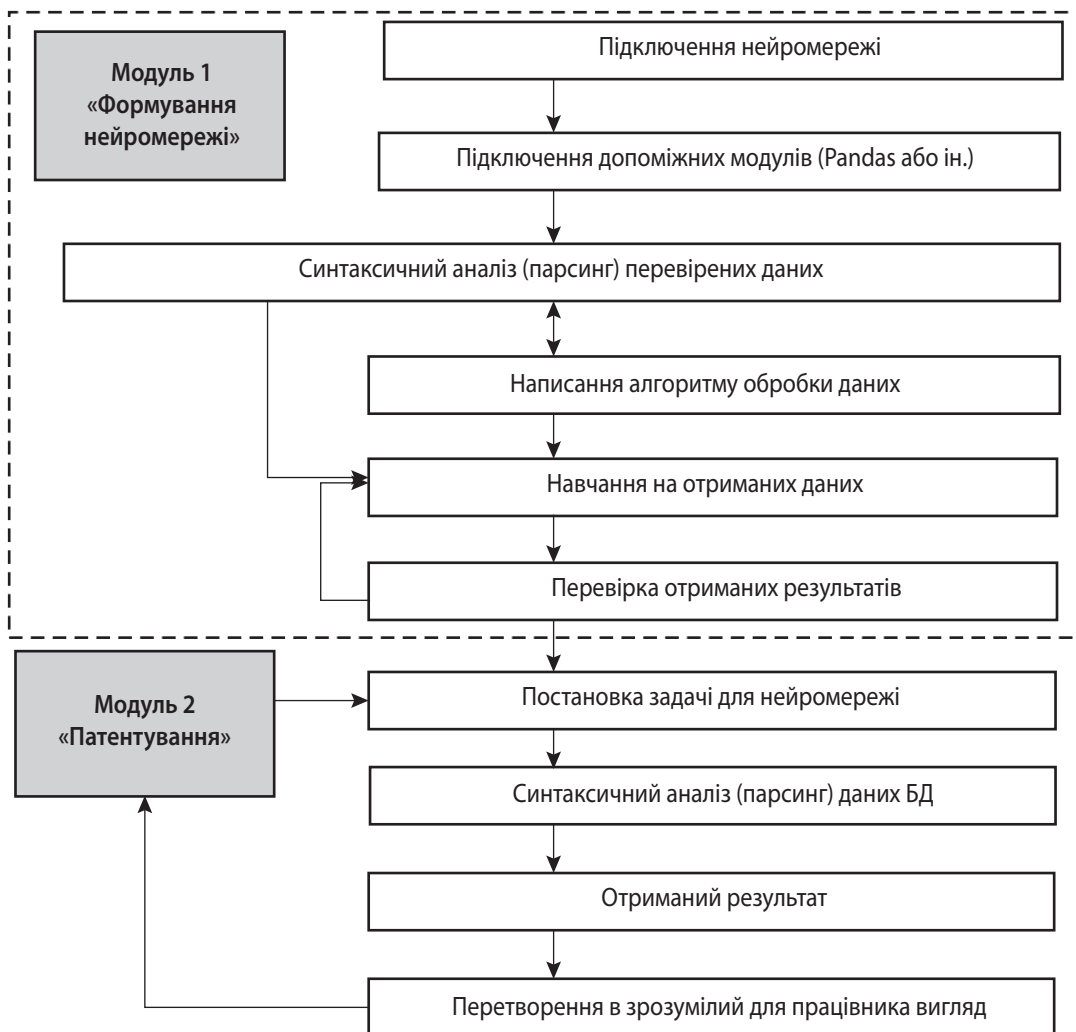 Модуль 1
«Формування
нейромережі»
Підключення нейромережі
Підключення допоміжних модулів (Pandas або ін.)
Синтаксичний аналіз (парсинг) перевірених даних
Написання алгоритму обробки даних
Навчання на отриманих даних
Перевірка отриманих результатів
Модуль 2
«Патентування»
Постановка задачі для нейромережі
Синтаксичний аналіз (парсинг) даних БД
Отриманий результат
Перетворення в зрозумілий для працівника вигляд